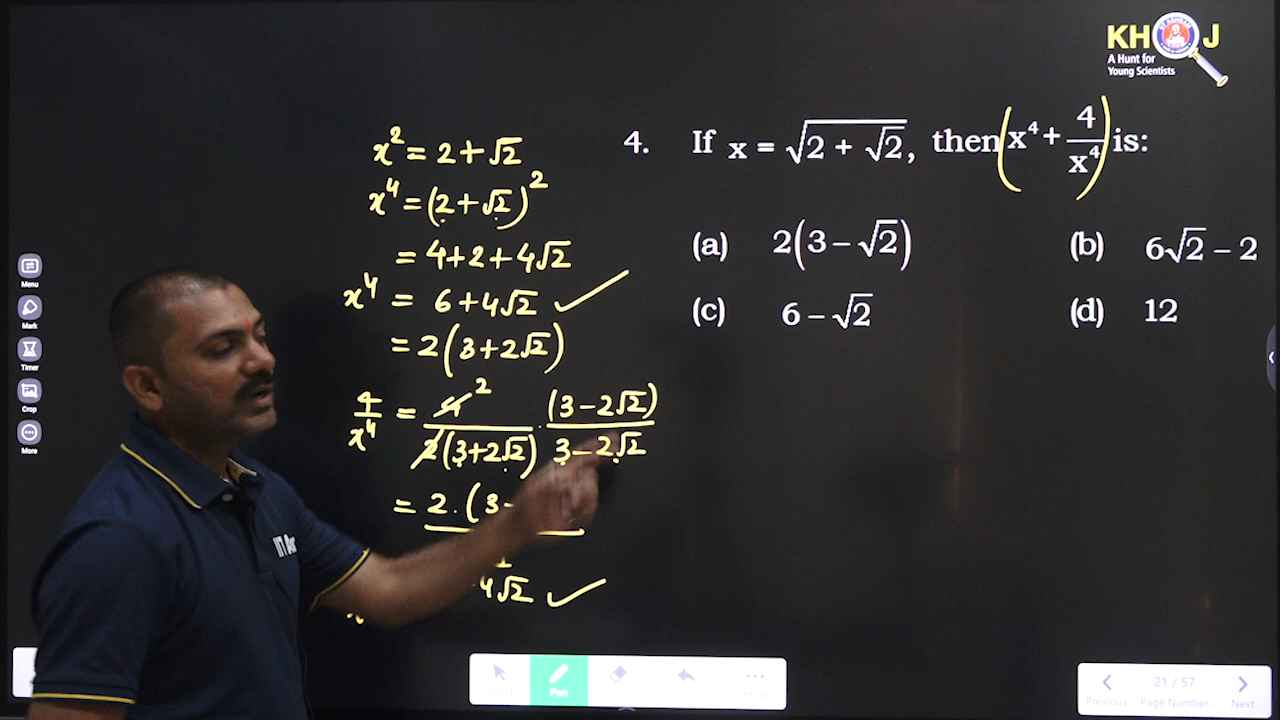 KHOJ
A Hunt for
Young Scientists
4. If x = √(2 + √2), then (x⁴ + 4/x⁴) is:
(a) 2(3 − √2)
(b) 6√2 − 2
(c) 6 − √2
(d) 12
x² = 2 + √2
x⁴ = (2 + √2)²
= 4 + 2 + 4√2
x⁴ = 6 + 4√2 ✓
= 2(3 + 2√2)
4/x⁴ = 4 2 / 2(3 + 2√2) · (3 − 2√2) / 3 − 2√2
= 2 · (3 −
1
4√2 ✓
Menu
Mark
Timer
Crop
More
Pen
Previous
21 / 57
Page Number
Next